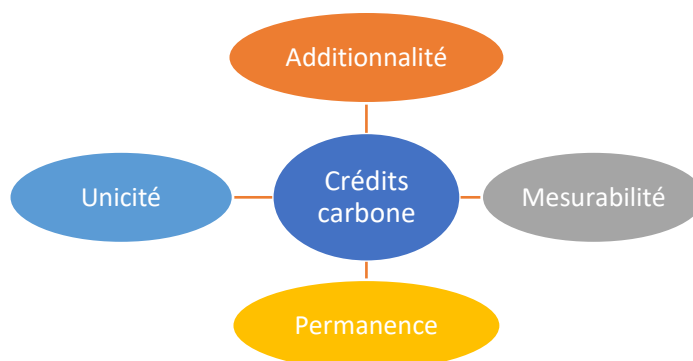 Additionnalité
Unicité
Crédits
carbone
Mesurabilité
Permanence